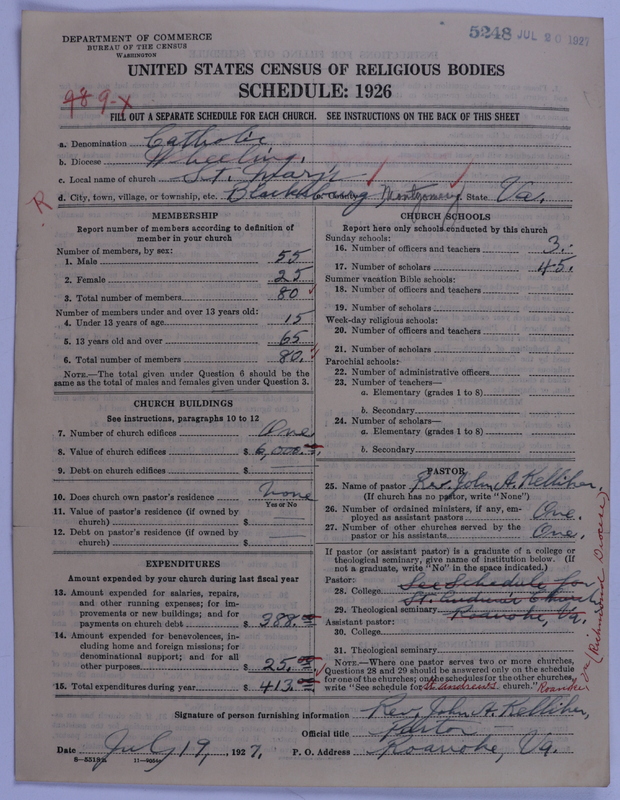 DEPARTMENT OF COMMERCE
BUREAU OF THE CENSUS
WASHINGTON
5248 JUL 20 1927
UNITED STATES CENSUS OF RELIGIOUS BODIES
SCHEDULE: 1926
989-X
FILL OUT A SEPARATE SCHEDULE FOR EACH CHURCH. SEE INSTRUCTIONS ON THE BACK OF THIS SHEET
a. Denomination Catholic
b. Diocese Wheeling.
c. Local name of church St. Mary's
d. City, town, village, or township, etc. Blacksburg County Montgomery State Va.
R
MEMBERSHIP
Report number of members according to definition of
member in your church
Number of members, by sex:
1. Male 55
2. Female 25
3. Total number of members 80
Number of members under and over 13 years old:
4. Under 13 years of age 15
5. 13 years old and over 65
6. Total number of members 80.
NOTE.—The total given under Question 6 should be the
same as the total of males and females given under Question 3.
CHURCH BUILDINGS
See instructions, paragraphs 10 to 12
7. Number of church edifices One
8. Value of church edifices $ 6,000.
9. Debt on church edifices $
10. Does church own pastor's residence none
Yes or No
11. Value of pastor's residence (if owned by
church) $
12. Debt on pastor's residence (if owned by
church) $
EXPENDITURES
Amount expended by your church during last fiscal year
13. Amount expended for salaries, repairs,
and other running expenses; for im-
provements or new buildings; and for
payments on church debt $ 388.00
14. Amount expended for benevolences, in-
cluding home and foreign missions; for
denominational support; and for all
other purposes $ 25.00
15. Total expenditures during year $ 413.00
CHURCH SCHOOLS
Report here only schools conducted by this church
Sunday schools:
16. Number of officers and teachers 3.
17. Number of scholars 45.
Summer vacation Bible schools:
18. Number of officers and teachers
19. Number of scholars
Week-day religious schools:
20. Number of officers and teachers
21. Number of scholars
Parochial schools:
22. Number of administrative officers
23. Number of teachers—
a. Elementary (grades 1 to 8)
b. Secondary
24. Number of scholars—
a. Elementary (grades 1 to 8)
b. Secondary
PASTOR
25. Name of pastor Rev. John A. Kelliher.
(If church has no pastor, write "None")
26. Number of ordained ministers, if any, em-
ployed as assistant pastors One.
27. Number of other churches served by the
pastor or his assistants One.
If pastor (or assistant pastor) is a graduate of a college or
theological seminary, give name of institution below. (If
not a graduate, write "No" in the space indicated.)
Pastor:
28. College See Schedule for
St. Andrew's Church
29. Theological seminary Roanoke, Va.
Assistant pastor:
30. College
31. Theological seminary
NOTE.—Where one pastor serves two or more churches,
Questions 28 and 29 should be answered only on the schedule
for one of the churches; on the schedules for the other churches,
write "See schedule for St. Andrew's church." Roanoke, Va (Richmond Diocese)
Signature of person furnishing information Rev. John A. Kelliher,
Official title Pastor
Date July 19, 1927. P. O. Address Roanoke, Va.